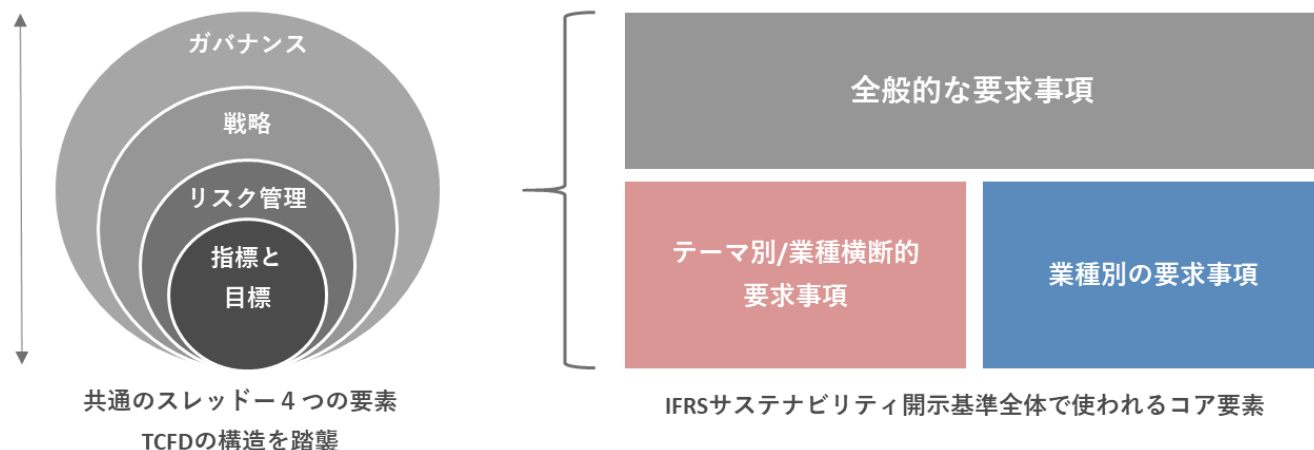 ガバナンス
戦略
リスク管理
指標と
目標
共通のスレッドー４つの要素
TCFDの構造を踏襲
全般的な要求事項
テーマ別/業種横断的
要求事項
業種別の要求事項
IFRSサステナビリティ開示基準全体で使われるコア要素